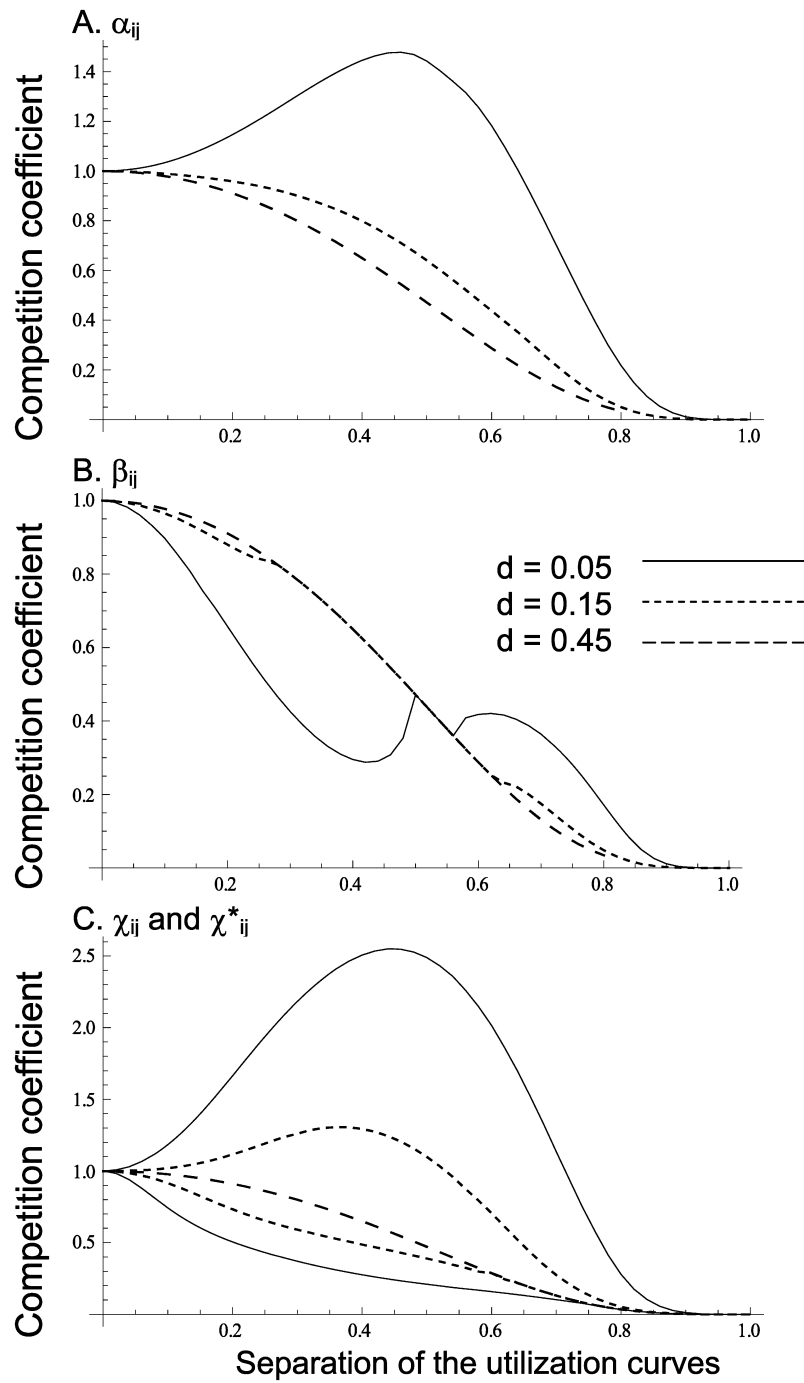 A. αij
Competition coefficient
1.4
1.2
1.0
0.8
0.6
0.4
0.2
0.2 0.4 0.6 0.8 1.0
B. βij
Competition coefficient
1.0
0.8
0.6
0.4
0.2
d = 0.05
d = 0.15
d = 0.45
0.2 0.4 0.6 0.8 1.0
C. χij and χ*ij
Competition coefficient
2.5
2.0
1.5
1.0
0.5
0.2 0.4 0.6 0.8 1.0
Separation of the utilization curves